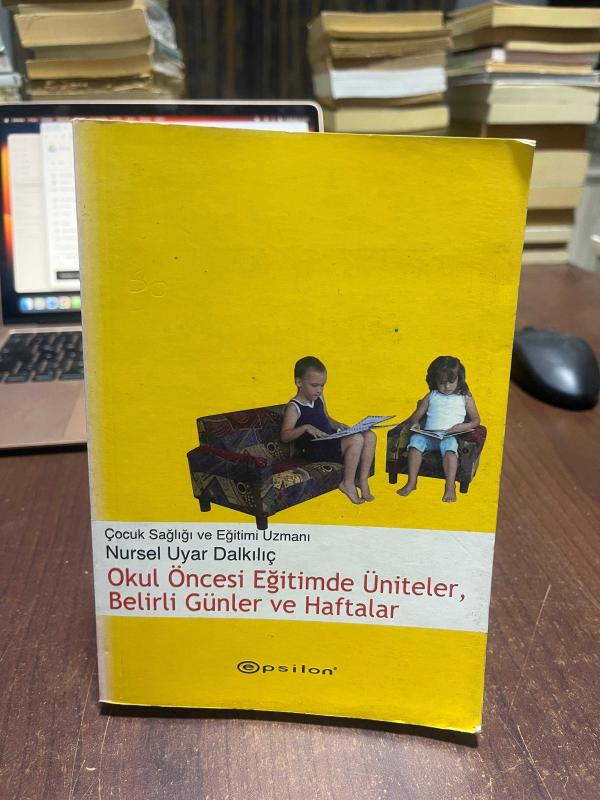 Çocuk Sağlığı ve Eğitimi Uzmanı
Nursel Uyar Dalkılıç
Okul Öncesi Eğitimde Üniteler,
Belirli Günler ve Haftalar
epsilon®